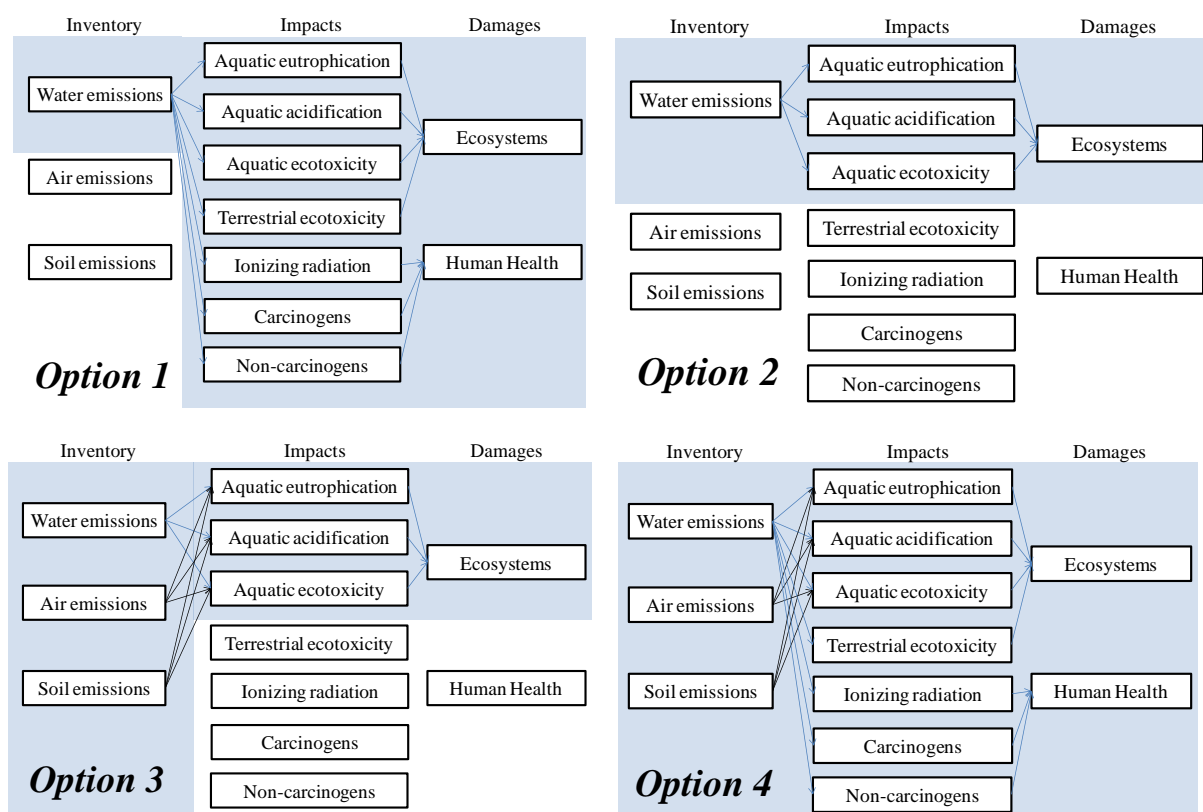 Inventory Impacts Damages
Aquatic eutrophication
Water emissions
Aquatic acidification
Ecosystems
Aquatic ecotoxicity
Air emissions
Terrestrial ecotoxicity
Soil emissions
Ionizing radiation
Human Health
Carcinogens
Non-carcinogens
Option 1
Inventory Impacts Damages
Aquatic eutrophication
Water emissions
Aquatic acidification
Ecosystems
Aquatic ecotoxicity
Air emissions
Terrestrial ecotoxicity
Soil emissions
Ionizing radiation
Human Health
Carcinogens
Non-carcinogens
Option 2
Inventory Impacts Damages
Aquatic eutrophication
Water emissions
Aquatic acidification
Ecosystems
Aquatic ecotoxicity
Air emissions
Terrestrial ecotoxicity
Soil emissions
Ionizing radiation
Human Health
Carcinogens
Non-carcinogens
Option 3
Inventory Impacts Damages
Aquatic eutrophication
Water emissions
Aquatic acidification
Ecosystems
Aquatic ecotoxicity
Air emissions
Terrestrial ecotoxicity
Soil emissions
Ionizing radiation
Human Health
Carcinogens
Non-carcinogens
Option 4